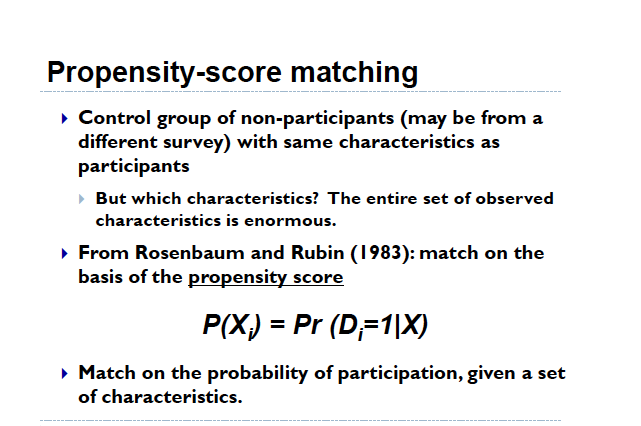 Propensity-score matching
Control group of non-participants (may be from a
different survey) with same characteristics as
participants
But which characteristics? The entire set of observed
characteristics is enormous.
From Rosenbaum and Rubin (1983): match on the
basis of the propensity score
P(Xᵢ) = Pr (Dᵢ=1|X)
Match on the probability of participation, given a set
of characteristics.